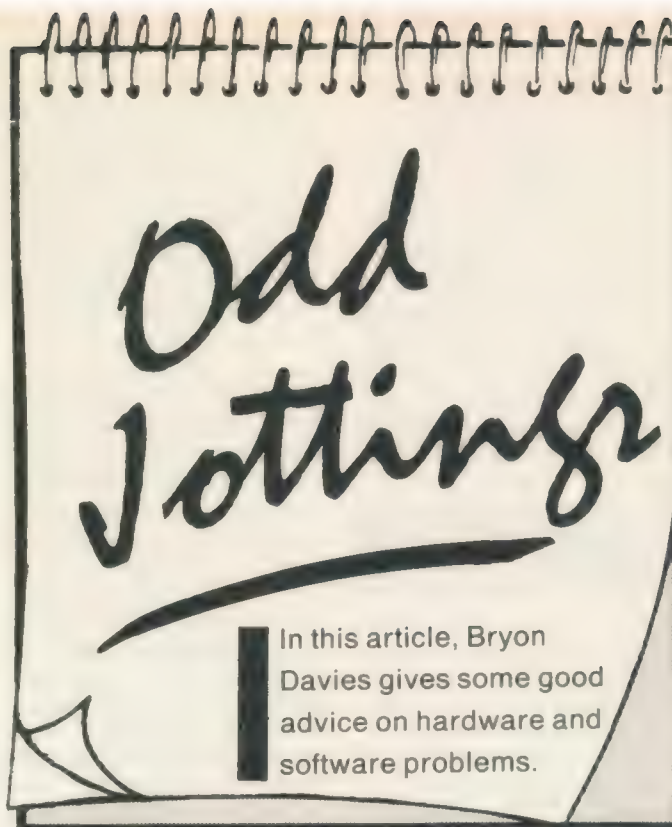 Odd
Jottings
In this article, Bryon
Davies gives some good
advice on hardware and
software problems.